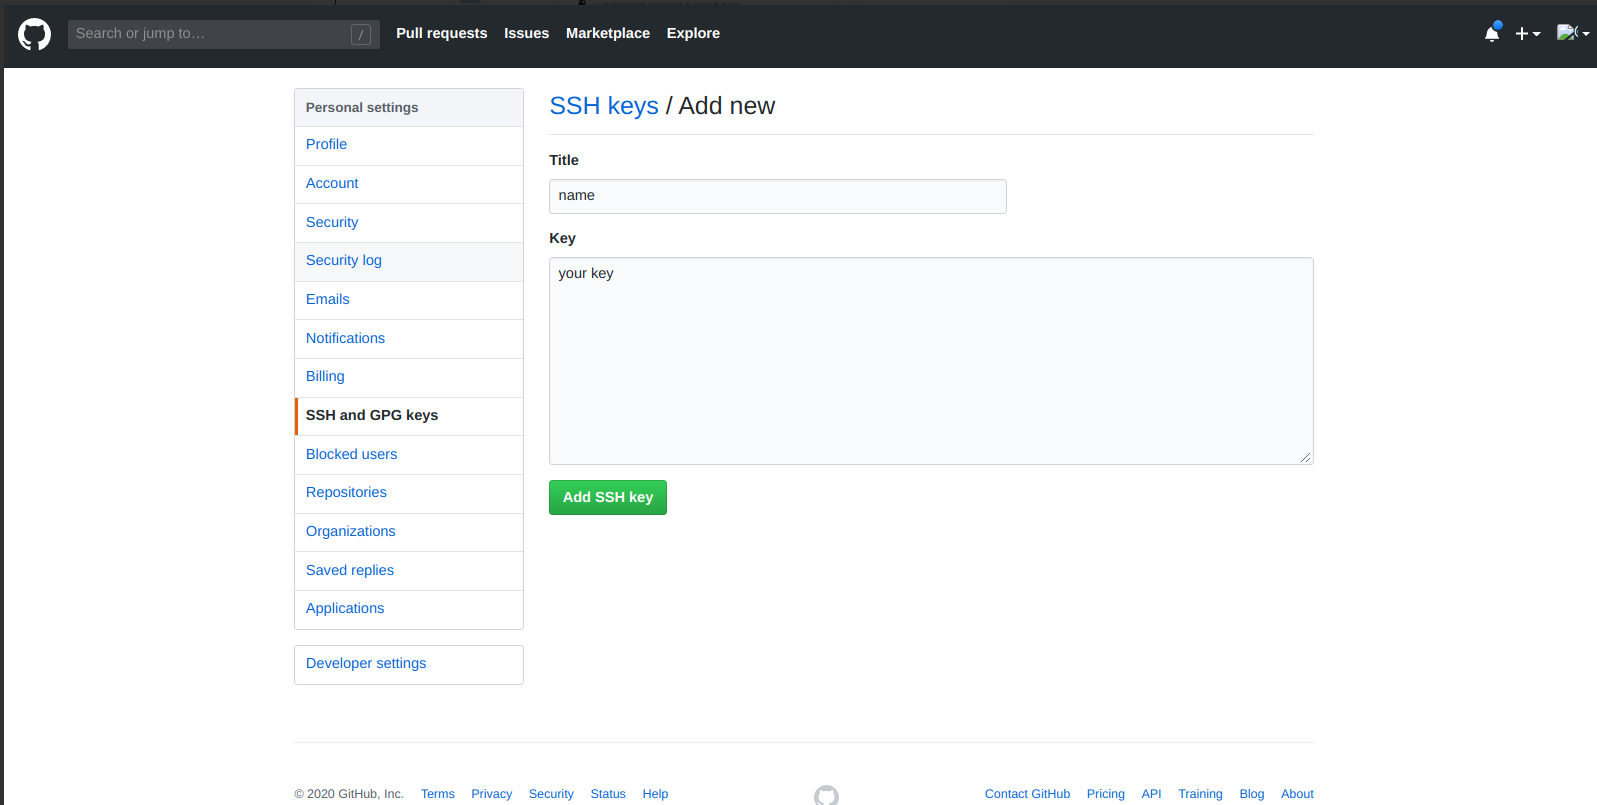 Search or jump to…
/
Pull requests Issues Marketplace Explore
Personal settings
Profile
Account
Security
Security log
Emails
Notifications
Billing
SSH and GPG keys
Blocked users
Repositories
Organizations
Saved replies
Applications
Developer settings
SSH keys / Add new
Title
name
Key
your key
Add SSH key
© 2020 GitHub, Inc. Terms Privacy Security Status Help
Contact GitHub Pricing API Training Blog About